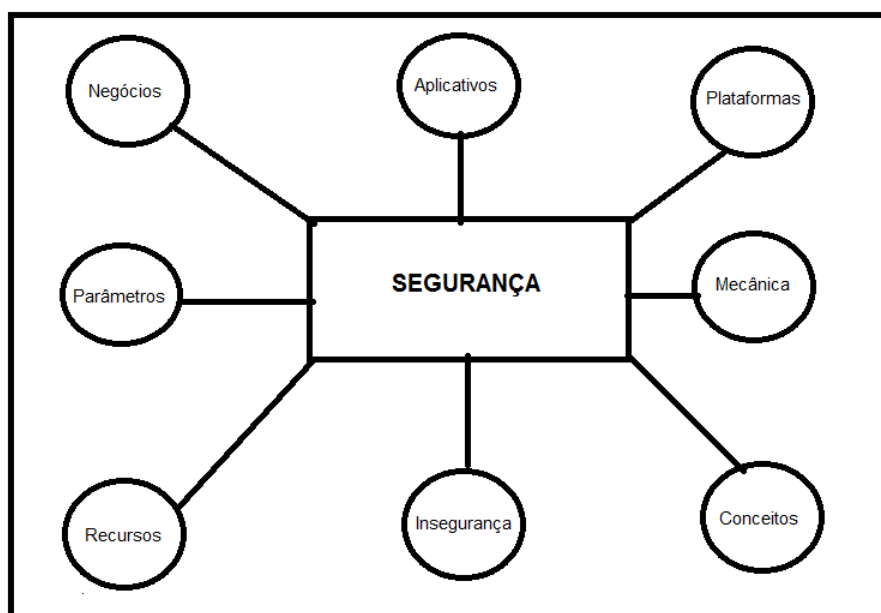 Negócios
Aplicativos
Plataformas
Parâmetros
SEGURANÇA
Mecânica
Recursos
Insegurança
Conceitos